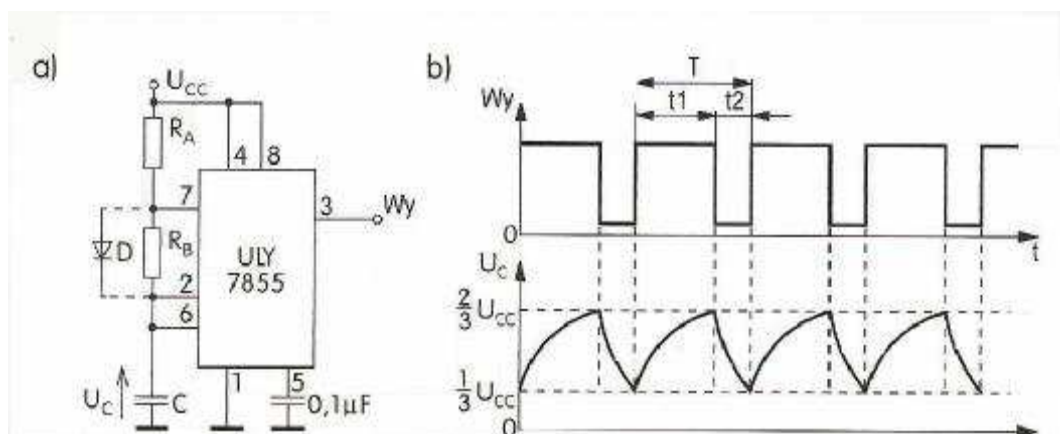 a)
U_CC
R_A
4 8
7
3
Wy
D
R_B
ULY
7855
2
6
1
5
U_C
C
0,1µF
b)
T
Wy
t1 t2
0
t
U_C
2/3 U_CC
1/3 U_CC
0